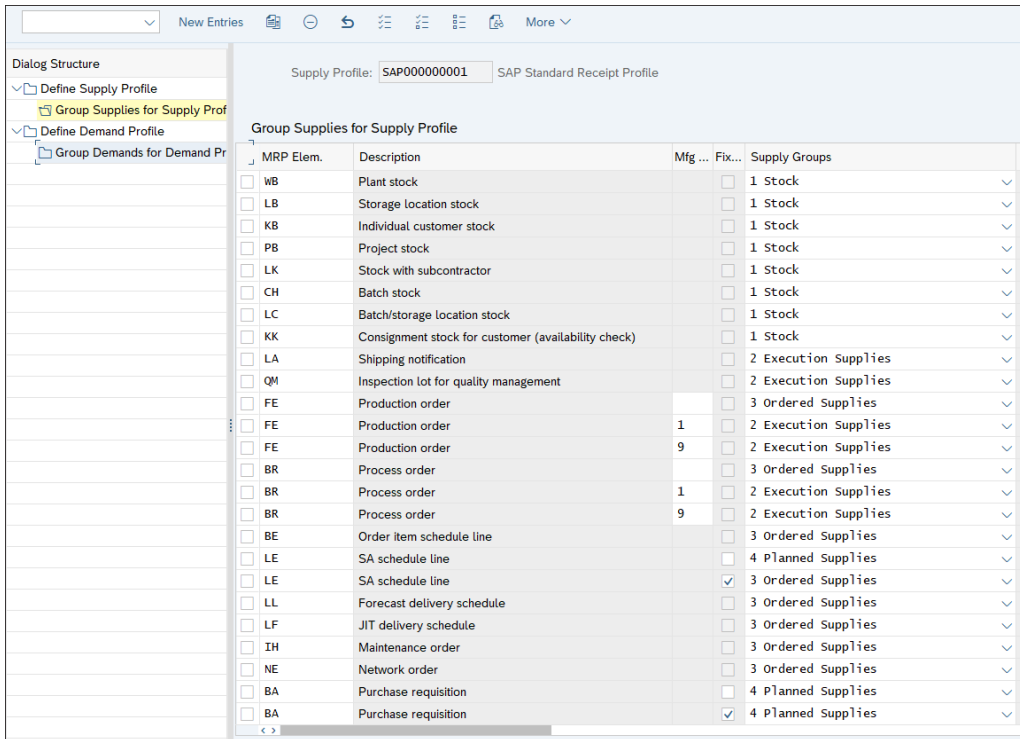 New Entries More
Dialog Structure
Define Supply Profile
Group Supplies for Supply Prof
Define Demand Profile
Group Demands for Demand Pr
Supply Profile: SAP000000001 SAP Standard Receipt Profile
Group Supplies for Supply Profile
MRP Elem. Description Mfg ... Fix... Supply Groups
WB Plant stock 1 Stock
LB Storage location stock 1 Stock
KB Individual customer stock 1 Stock
PB Project stock 1 Stock
LK Stock with subcontractor 1 Stock
CH Batch stock 1 Stock
LC Batch/storage location stock 1 Stock
KK Consignment stock for customer (availability check) 1 Stock
LA Shipping notification 2 Execution Supplies
QM Inspection lot for quality management 2 Execution Supplies
FE Production order 3 Ordered Supplies
FE Production order 1 2 Execution Supplies
FE Production order 9 2 Execution Supplies
BR Process order 3 Ordered Supplies
BR Process order 1 2 Execution Supplies
BR Process order 9 2 Execution Supplies
BE Order item schedule line 3 Ordered Supplies
LE SA schedule line 4 Planned Supplies
LE SA schedule line 3 Ordered Supplies
LL Forecast delivery schedule 3 Ordered Supplies
LF JIT delivery schedule 3 Ordered Supplies
IH Maintenance order 3 Ordered Supplies
NE Network order 3 Ordered Supplies
BA Purchase requisition 4 Planned Supplies
BA Purchase requisition 4 Planned Supplies